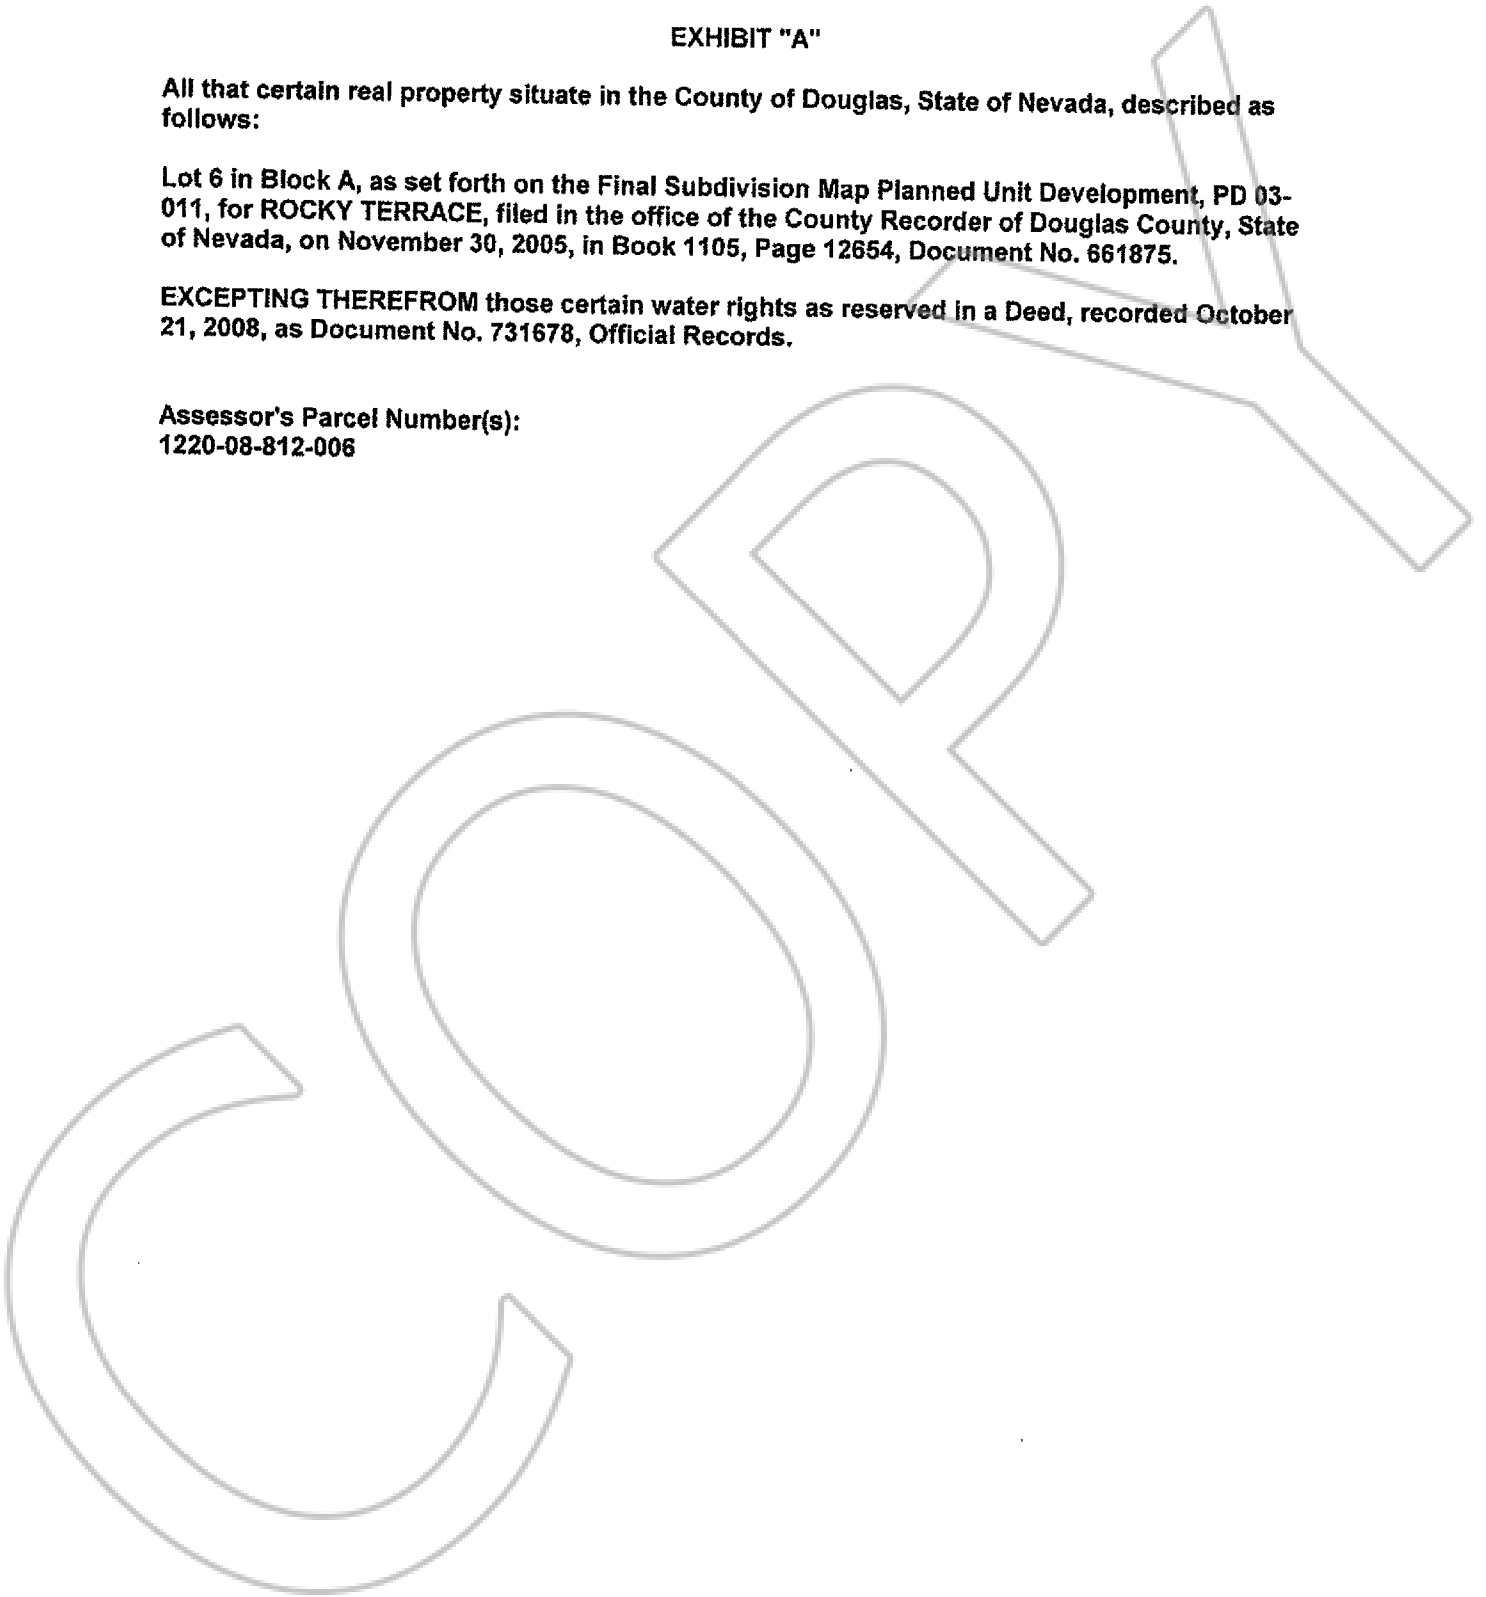 EXHIBIT "A"
All that certain real property situate in the County of Douglas, State of Nevada, described as
follows:
Lot 6 in Block A, as set forth on the Final Subdivision Map Planned Unit Development, PD 03-
011, for ROCKY TERRACE, filed in the office of the County Recorder of Douglas County, State
of Nevada, on November 30, 2005, in Book 1105, Page 12654, Document No. 661875.
EXCEPTING THEREFROM those certain water rights as reserved in a Deed, recorded October
21, 2008, as Document No. 731678, Official Records.
Assessor's Parcel Number(s):
1220-08-812-006
COPY